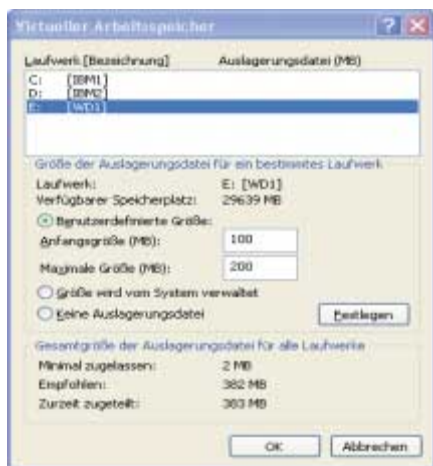 Virtueller Arbeitsspeicher
Laufwerk [Bezeichnung] Auslagerungsdatei (MB)
C: [IBM1]
D: [IBM2]
E: [WD1]
Größe der Auslagerungsdatei für ein bestimmtes Laufwerk
Laufwerk: E: [WD1]
Verfügbarer Speicherplatz: 29639 MB
Benutzerdefinierte Größe:
Anfangsgröße (MB): 100
Maximale Größe (MB): 200
Größe wird vom System verwaltet
Keine Auslagerungsdatei Festlegen
Gesamtgröße der Auslagerungsdatei für alle Laufwerke
Minimal zugelassen: 2 MB
Empfohlen: 382 MB
Zurzeit zugeteilt: 383 MB
OK Abbrechen